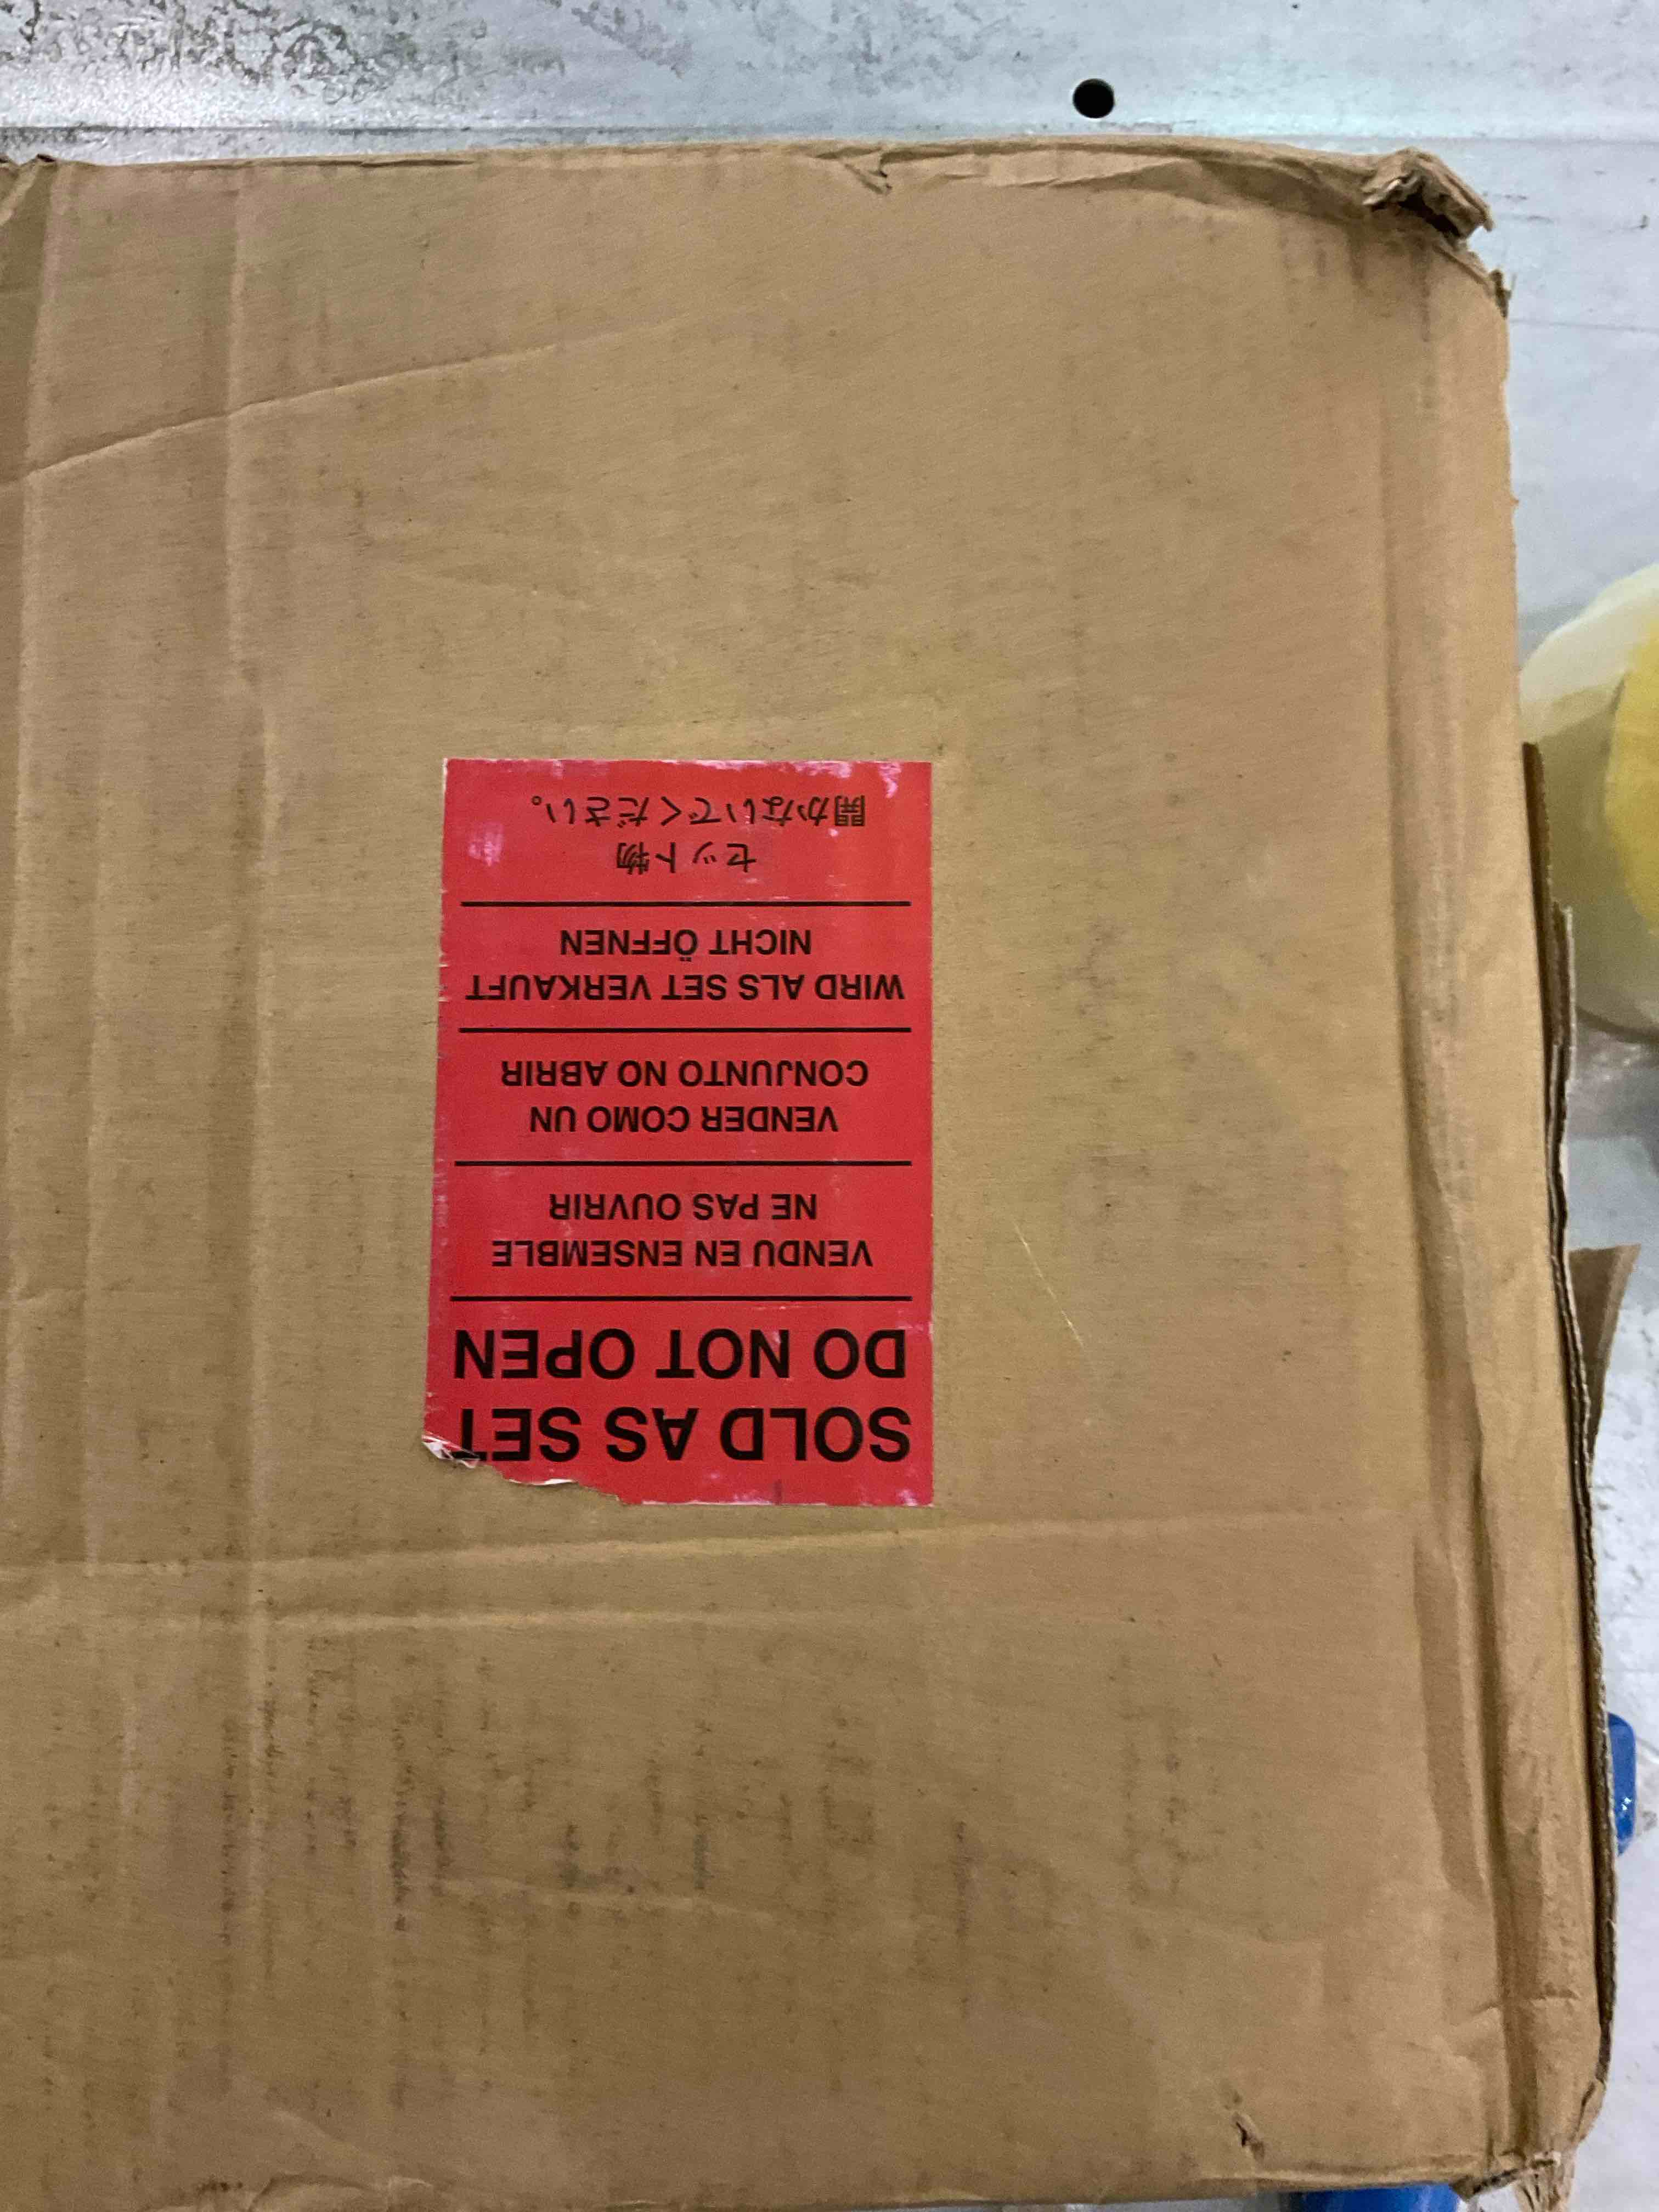 SOLD AS SET
DO NOT OPEN
VENDU EN ENSEMBLE
NE PAS OUVRIR
VENDER COMO UN
CONJUNTO NO ABRIR
WIRD ALS SET VERKAUFT
NICHT ÖFFNEN
セット物
開かないでください。